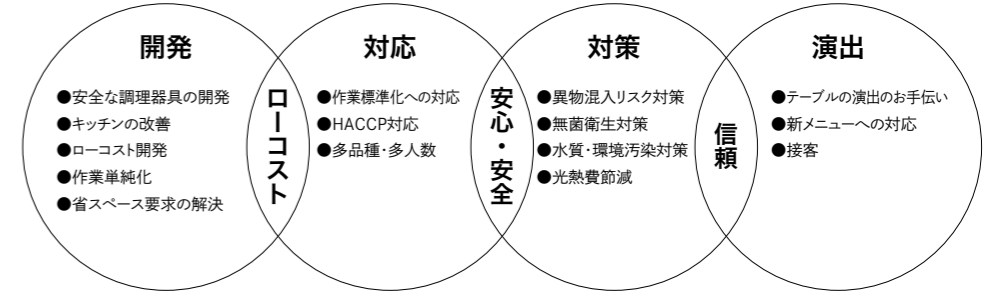 開発
●安全な調理器具の開発
●キッチンの改善
●ローコスト開発
●作業単純化
●省スペース要求の解決
ローコスト
対応
●作業標準化への対応
●HACCP対応
●多品種・多人数
安心・安全
対策
●異物混入リスク対策
●無菌衛生対策
●水質・環境汚染対策
●光熱費節減
信頼
演出
●テーブルの演出のお手伝い
●新メニューへの対応
●接客